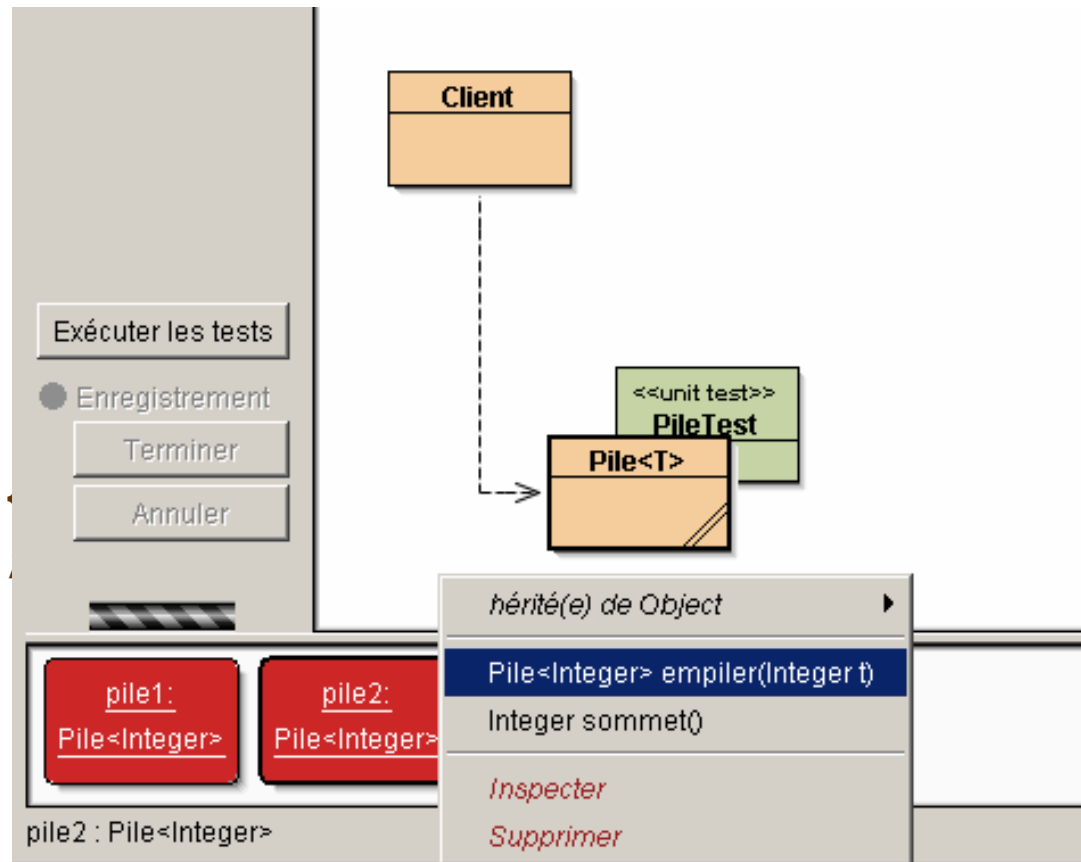 Client
Exécuter les tests
Enregistrement
Terminer
Annuler
<<unit test>>
PileTest
Pile<T>
hérité(e) de Object
Pile<Integer> empiler(Integer t)
Integer sommet()
Inspecter
Supprimer
pile1:
Pile<Integer>
pile2:
Pile<Integer>
pile2 : Pile<Integer>